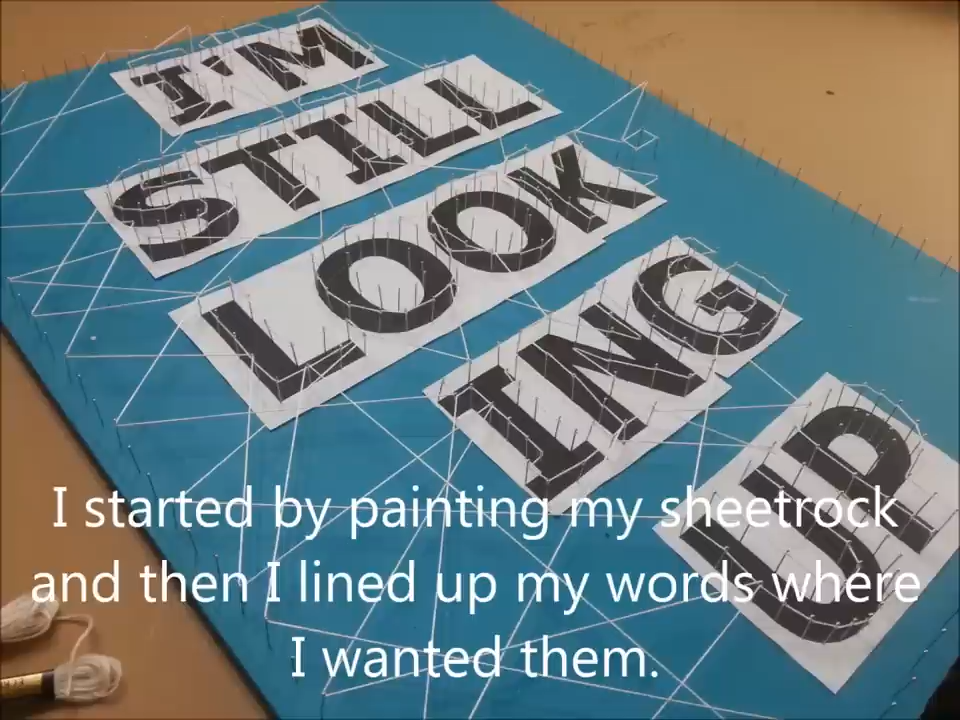 I'M
STILL
LOOK
ING
UP
I started by painting my sheetrock
and then I lined up my words where
I wanted them.